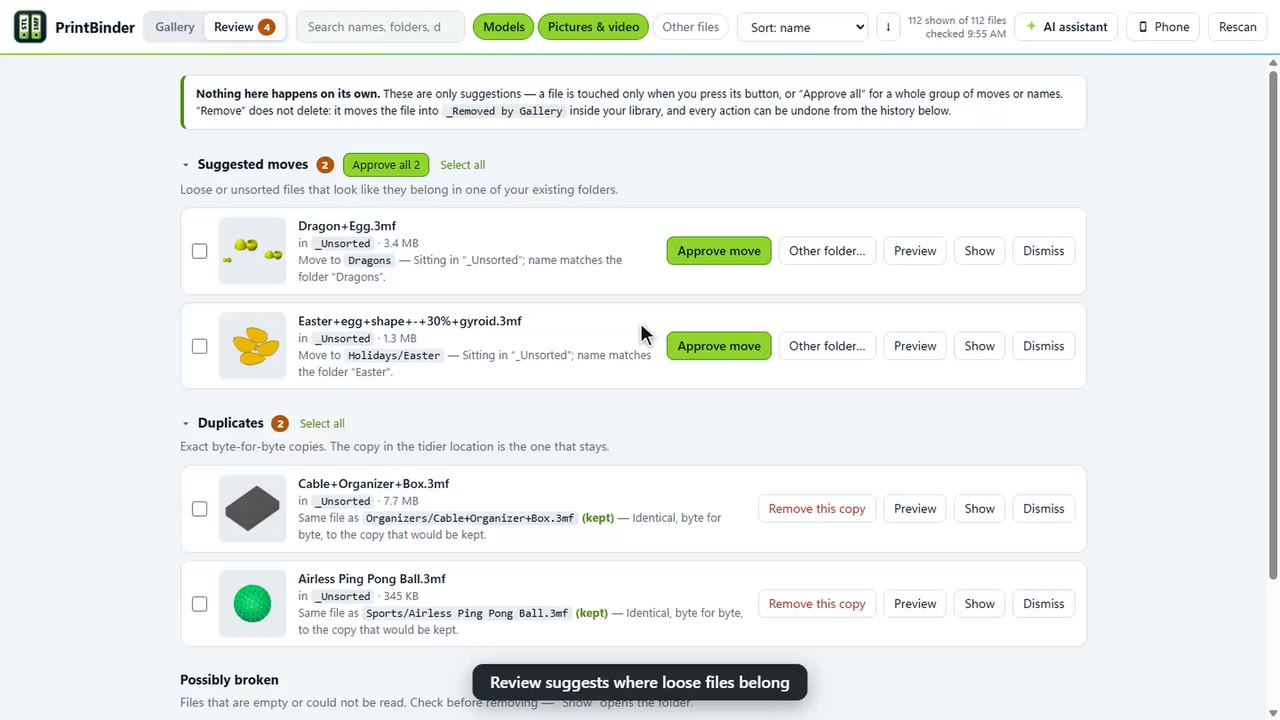 PrintBinder
Gallery
Review 4
Search names, folders, d
Models
Pictures & video
Other files
Sort: name
↓
112 shown of 112 files
checked 9:55 AM
AI assistant
Phone
Rescan
Nothing here happens on its own. These are only suggestions — a file is touched only when you press its button, or “Approve all” for a whole group of moves or names.
“Remove” does not delete: it moves the file into _Removed by Gallery inside your library, and every action can be undone from the history below.
Suggested moves 2 Approve all 2 Select all
Loose or unsorted files that look like they belong in one of your existing folders.
Dragon+Egg.3mf
in _Unsorted · 3.4 MB
Move to Dragons — Sitting in “_Unsorted”; name matches the
folder “Dragons”.
Approve move Other folder... Preview Show Dismiss
Easter+egg+shape+-+30%+gyroid.3mf
in _Unsorted · 1.3 MB
Move to Holidays/Easter — Sitting in “_Unsorted”; name matches
the folder “Easter”.
Approve move Other folder... Preview Show Dismiss
Duplicates 2 Select all
Exact byte-for-byte copies. The copy in the tidier location is the one that stays.
Cable+Organizer+Box.3mf
in _Unsorted · 7.7 MB
Same file as Organizers/Cable+Organizer+Box.3mf (kept) — Identical, byte for
byte, to the copy that would be kept.
Remove this copy Preview Show Dismiss
Airless Ping Pong Ball.3mf
in _Unsorted · 345 KB
Same file as Sports/Airless Ping Pong Ball.3mf (kept) — Identical, byte for byte,
to the copy that would be kept.
Remove this copy Preview Show Dismiss
Possibly broken
Files that are empty or could not be read. Check before removing — “Show” opens the folder.
Review suggests where loose files belong